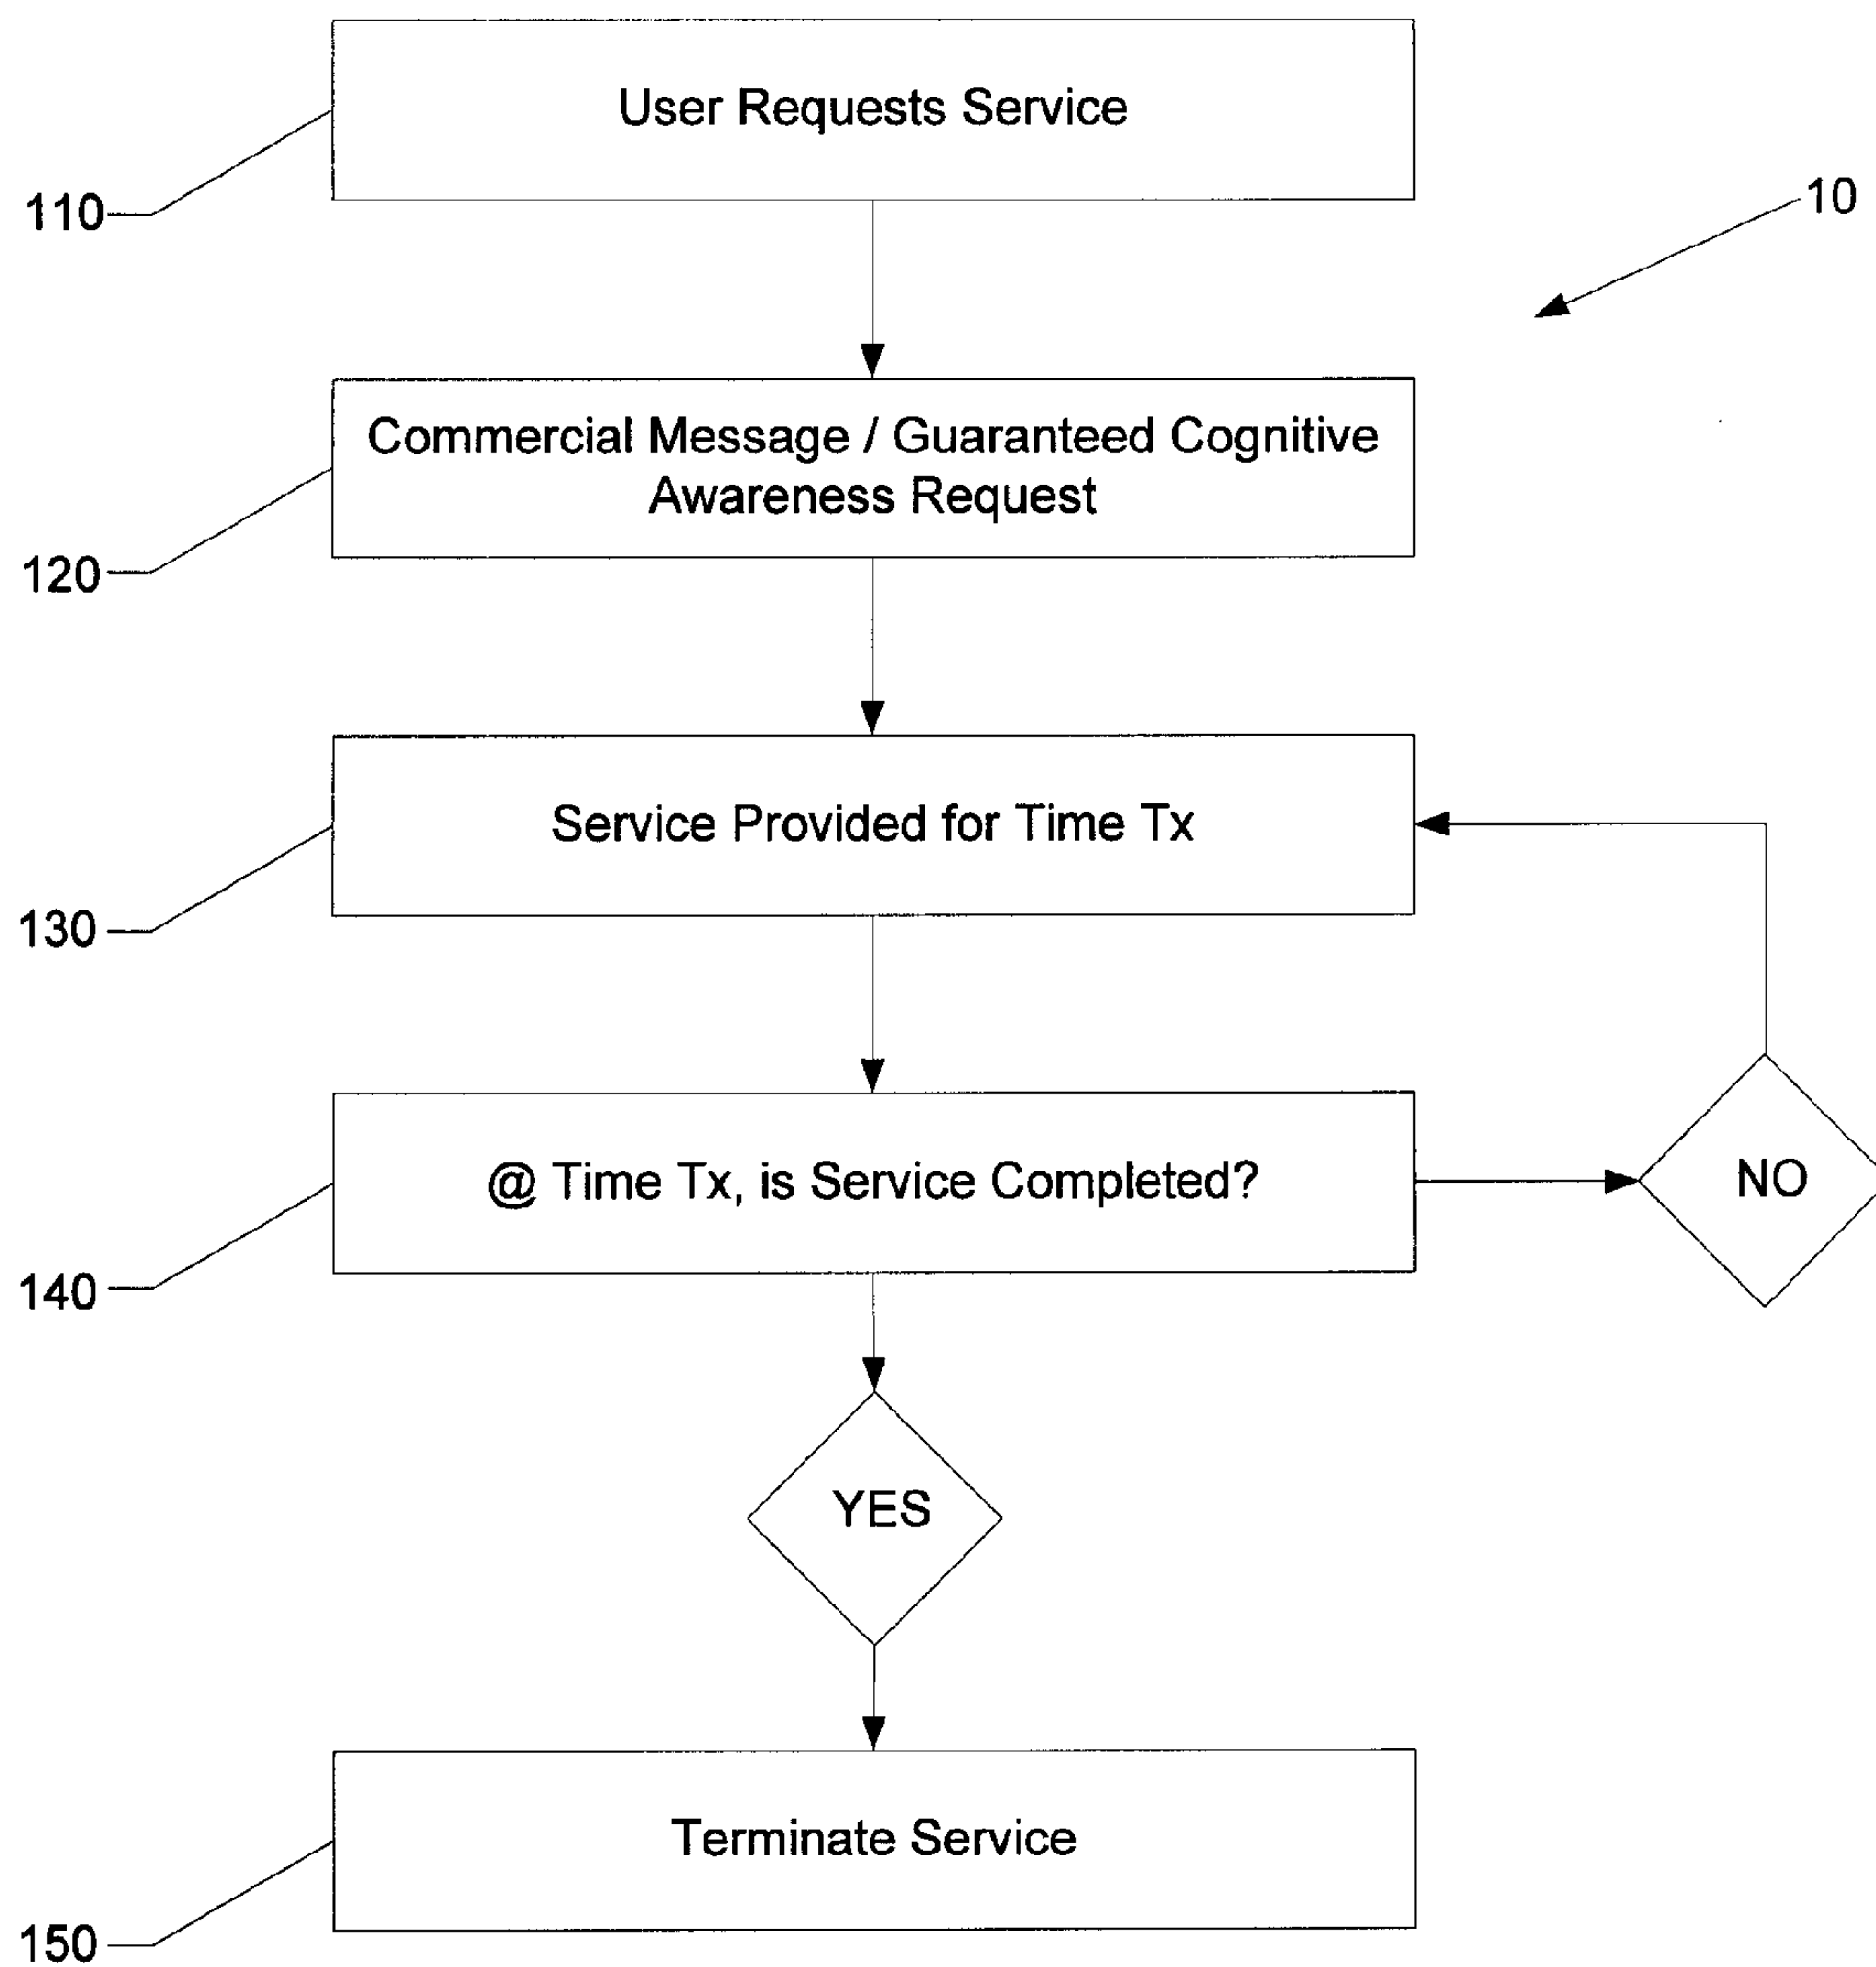 User Requests Service
110
10
Commercial Message / Guaranteed Cognitive
Awareness Request
120
Service Provided for Time Tx
130
@ Time Tx, is Service Completed?
NO
140
YES
Terminate Service
150